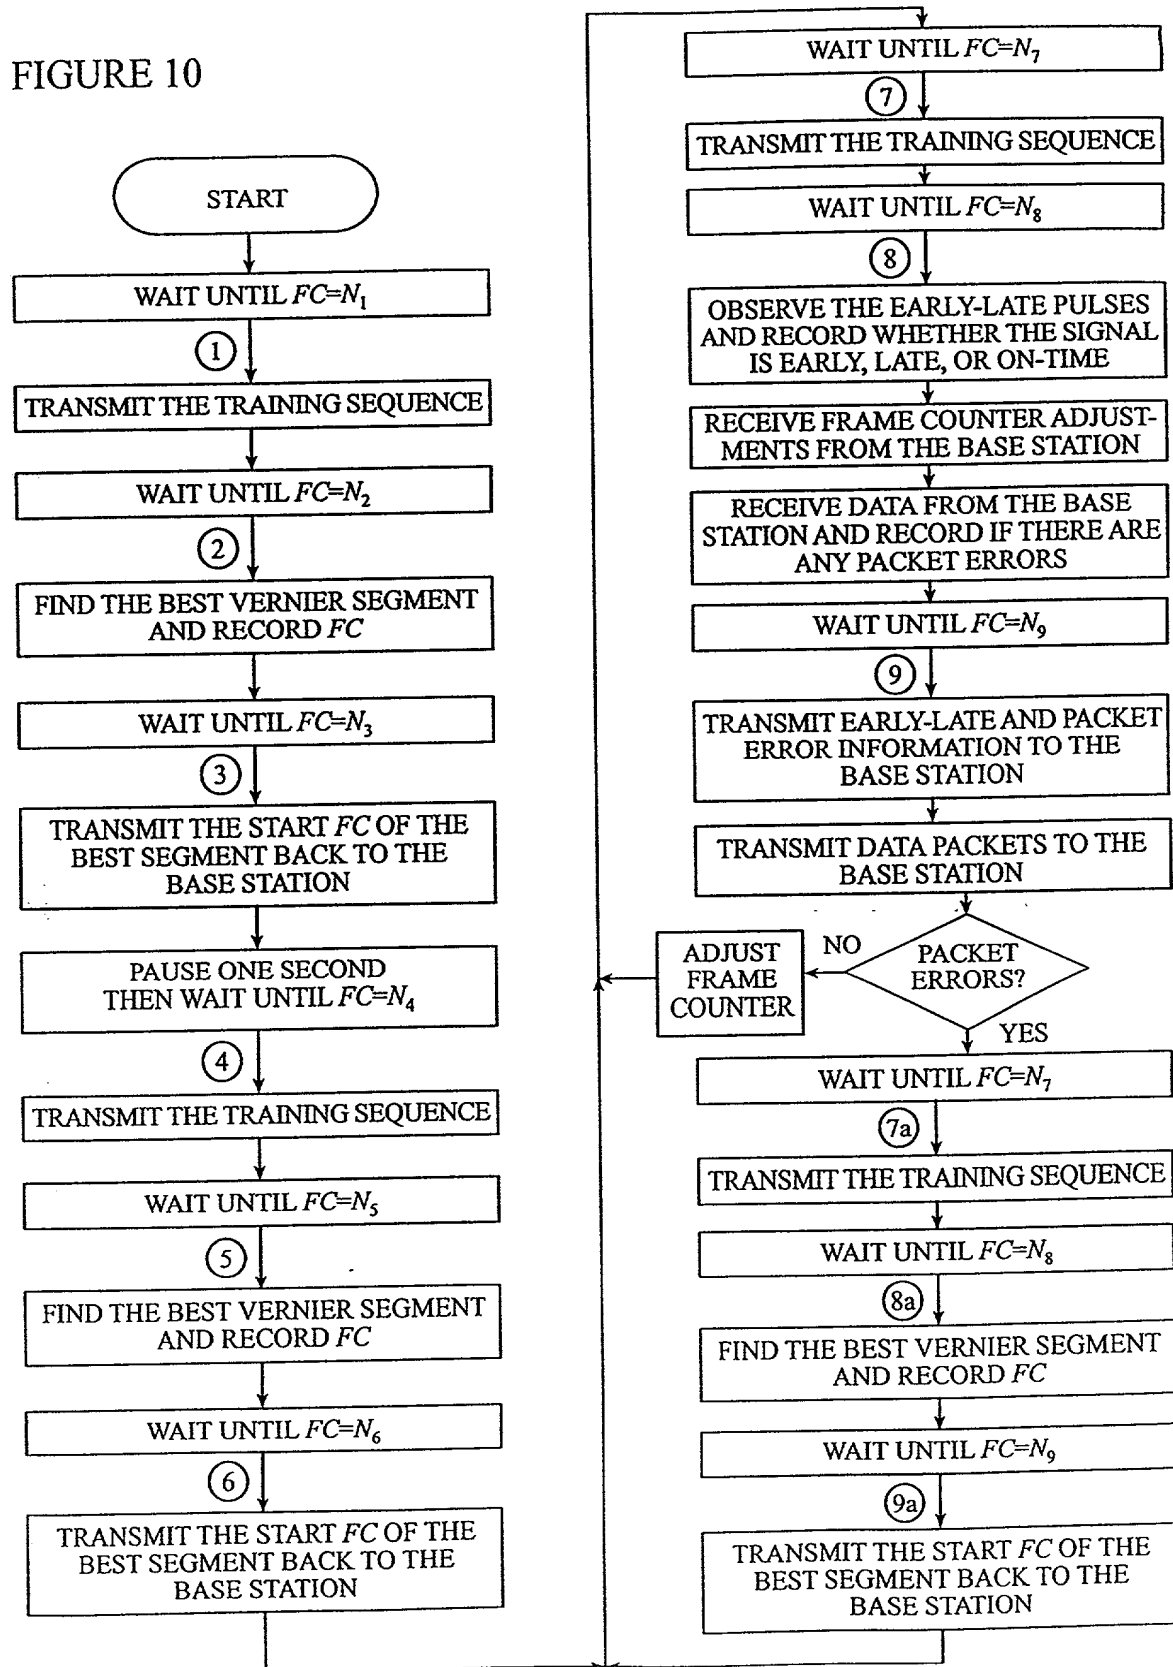 FIGURE 10
START
WAIT UNTIL FC=N₁
1
TRANSMIT THE TRAINING SEQUENCE
WAIT UNTIL FC=N₂
2
FIND THE BEST VERNIER SEGMENT
AND RECORD FC
WAIT UNTIL FC=N₃
3
TRANSMIT THE START FC OF THE
BEST SEGMENT BACK TO THE
BASE STATION
PAUSE ONE SECOND
THEN WAIT UNTIL FC=N₄
4
TRANSMIT THE TRAINING SEQUENCE
WAIT UNTIL FC=N₅
5
FIND THE BEST VERNIER SEGMENT
AND RECORD FC
WAIT UNTIL FC=N₆
6
TRANSMIT THE START FC OF THE
BEST SEGMENT BACK TO THE
BASE STATION
WAIT UNTIL FC=N₇
7
TRANSMIT THE TRAINING SEQUENCE
WAIT UNTIL FC=N₈
8
OBSERVE THE EARLY-LATE PULSES
AND RECORD WHETHER THE SIGNAL
IS EARLY, LATE, OR ON-TIME
RECEIVE FRAME COUNTER ADJUST-
MENTS FROM THE BASE STATION
RECEIVE DATA FROM THE BASE
STATION AND RECORD IF THERE ARE
ANY PACKET ERRORS
WAIT UNTIL FC=N₉
9
TRANSMIT EARLY-LATE AND PACKET
ERROR INFORMATION TO THE
BASE STATION
TRANSMIT DATA PACKETS TO THE
BASE STATION
PACKET
ERRORS?
NO
ADJUST
FRAME
COUNTER
YES
WAIT UNTIL FC=N₇
7a
TRANSMIT THE TRAINING SEQUENCE
WAIT UNTIL FC=N₈
8a
FIND THE BEST VERNIER SEGMENT
AND RECORD FC
WAIT UNTIL FC=N₉
9a
TRANSMIT THE START FC OF THE
BEST SEGMENT BACK TO THE
BASE STATION